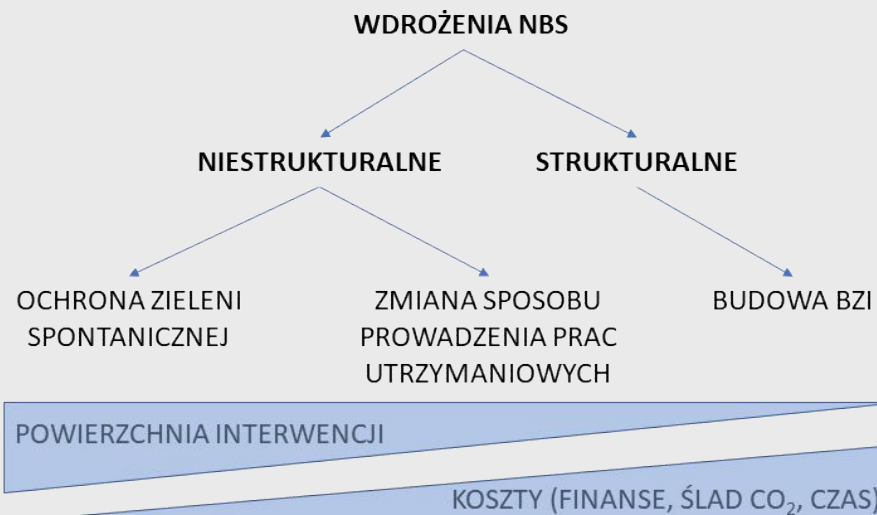 WDROŻENIA NBS
NIESTRUKTURALNE
STRUKTURALNE
OCHRONA ZIELENI
SPONTANICZNEJ
ZMIANA SPOSOBU
PROWADZENIA PRAC
UTRZYMANIOWYCH
BUDOWA BZI
POWIERZCHNIA INTERWENCJI
KOSZTY (FINANSE, ŚLAD CO₂, CZAS)